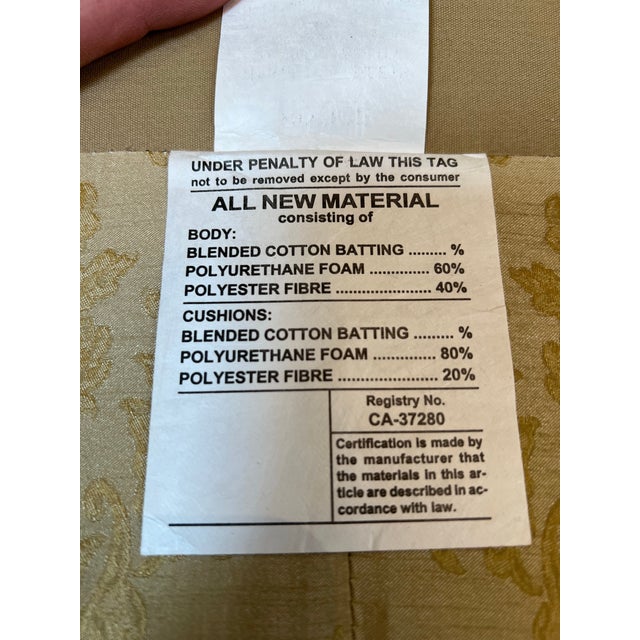 UNDER PENALTY OF LAW THIS TAG
not to be removed except by the consumer
ALL NEW MATERIAL
consisting of
BODY:
BLENDED COTTON BATTING ......... %
POLYURETHANE FOAM .............. 60%
POLYESTER FIBRE ....................... 40%
CUSHIONS:
BLENDED COTTON BATTING ......... %
POLYURETHANE FOAM .............. 80%
POLYESTER FIBRE ....................... 20%
Registry No.
CA-37280
Certification is made by
the manufacturer that
the materials in this ar-
ticle are described in ac-
cordance with law.